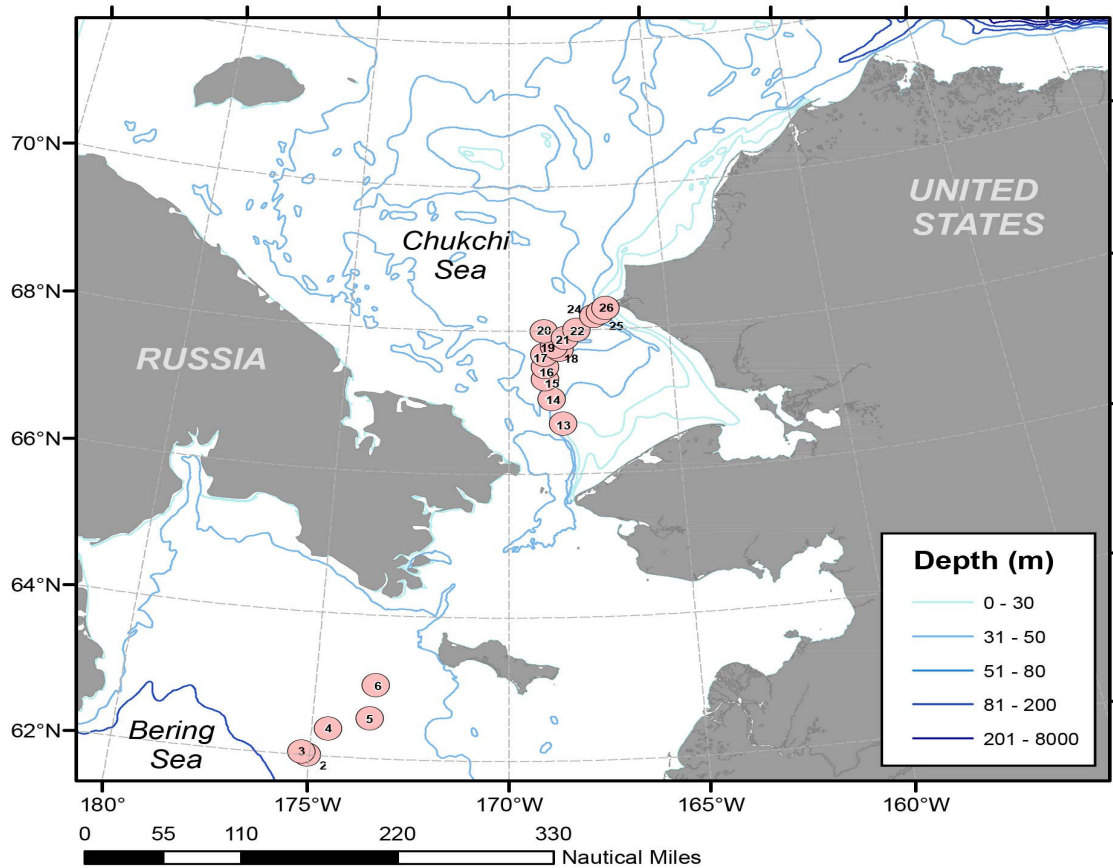 70°N
68°N
66°N
64°N
62°N
UNITED
STATES
Chukchi
Sea
RUSSIA
24
26
25
20
22
21
19
17
18
16
15
14
13
6
5
4
3
2
Bering
Sea
Depth (m)
0 - 30
31 - 50
51 - 80
81 - 200
201 - 8000
180°
175°W
170°W
165°W
160°W
0 55 110 220 330
Nautical Miles